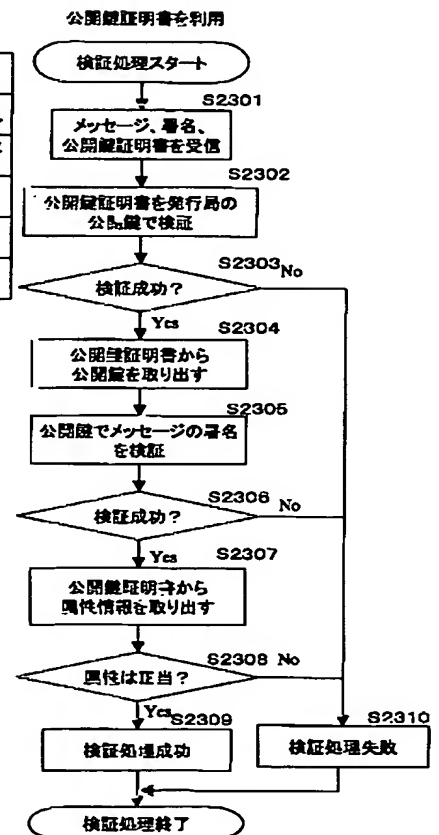 公開鍵証明書を利用
検証処理スタート
S2301
メッセージ、署名、
公開鍵証明書を受信
S2302
公開鍵証明書を発行局の
公開鍵で検証
S2303
No
検証成功？
Yes
S2304
公開鍵証明書から
公開鍵を取り出す
S2305
公開鍵でメッセージの署名
を検証
S2306
No
検証成功？
Yes
S2307
公開鍵証明書から
属性情報を取り出す
S2308 No
属性は正当？
Yes
S2309
S2310
検証処理成功
検証処理失敗
検証処理終了